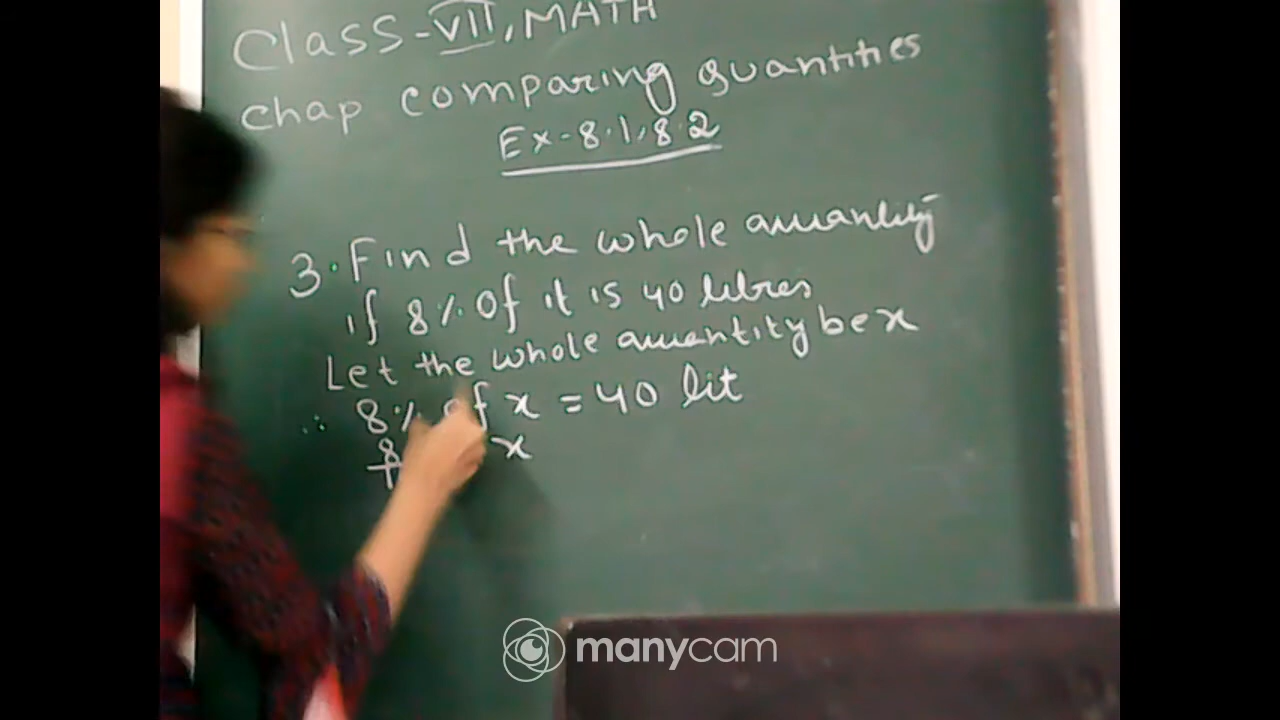 Class-VII, MATH
chap comparing quantities
Ex-8.1, 8.2
3. Find the whole quantity
if 8% of it is 40 litres
Let the whole quantity be x
∴ 8% of x = 40 lit
8 x
manycam